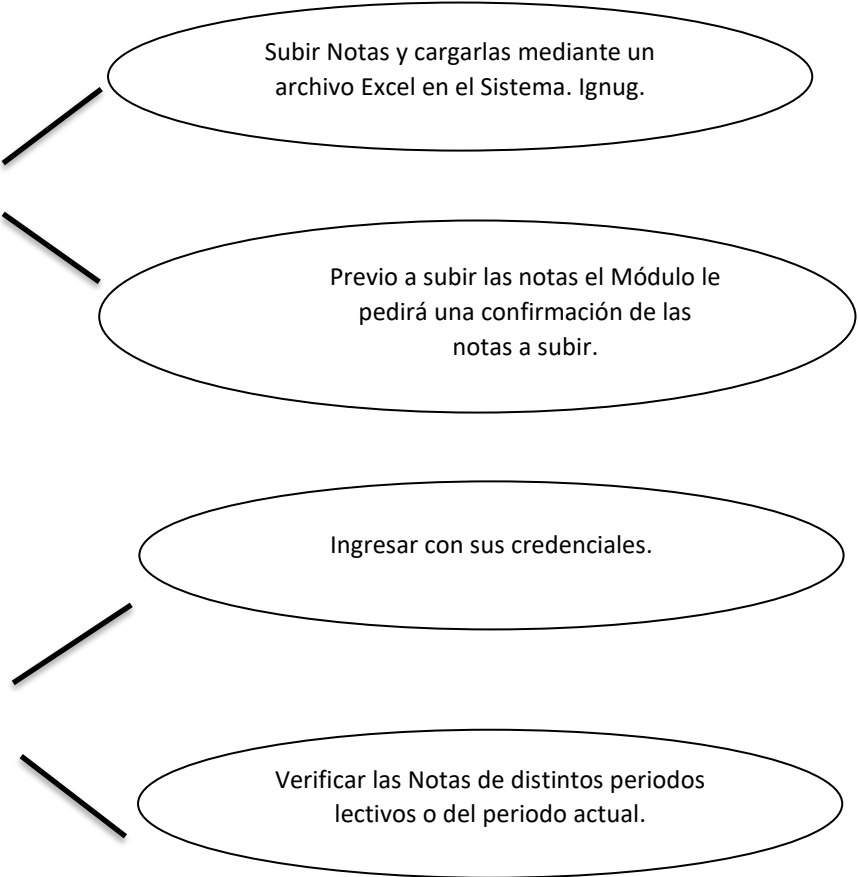 Subir Notas y cargarlas mediante un
archivo Excel en el Sistema. Ignug.
Previo a subir las notas el Módulo le
pedirá una confirmación de las
notas a subir.
Ingresar con sus credenciales.
Verificar las Notas de distintos periodos
lectivos o del periodo actual.